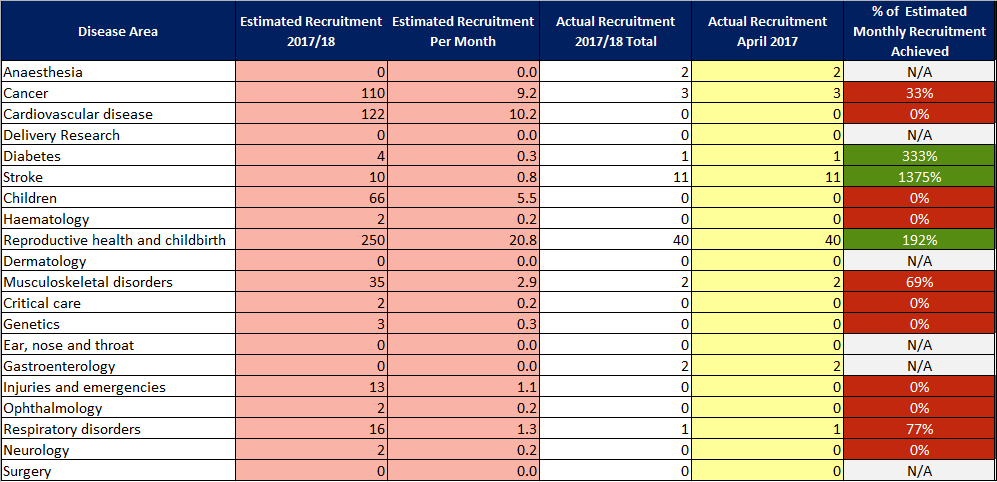 Disease Area Estimated Recruitment 2017/18 Estimated Recruitment Per Month Actual Recruitment 2017/18 Total Actual Recruitment April 2017 % of Estimated Monthly Recruitment Achieved
Anaesthesia 0 0.0 2 2 N/A
Cancer 110 9.2 3 3 33%
Cardiovascular disease 122 10.2 0 0 0%
Delivery Research 0 0.0 0 0 N/A
Diabetes 4 0.3 1 1 333%
Stroke 10 0.8 11 11 1375%
Children 66 5.5 0 0 0%
Haematology 2 0.2 0 0 0%
Reproductive health and childbirth 250 20.8 40 40 192%
Dermatology 0 0.0 0 0 N/A
Musculoskeletal disorders 35 2.9 2 2 69%
Critical care 2 0.2 0 0 0%
Genetics 3 0.3 0 0 0%
Ear, nose and throat 0 0.0 0 0 N/A
Gastroenterology 0 0.0 2 2 N/A
Injuries and emergencies 13 1.1 0 0 0%
Ophthalmology 2 0.2 0 0 0%
Respiratory disorders 16 1.3 1 1 77%
Neurology 2 0.2 0 0 0%
Surgery 0 0.0 0 0 N/A